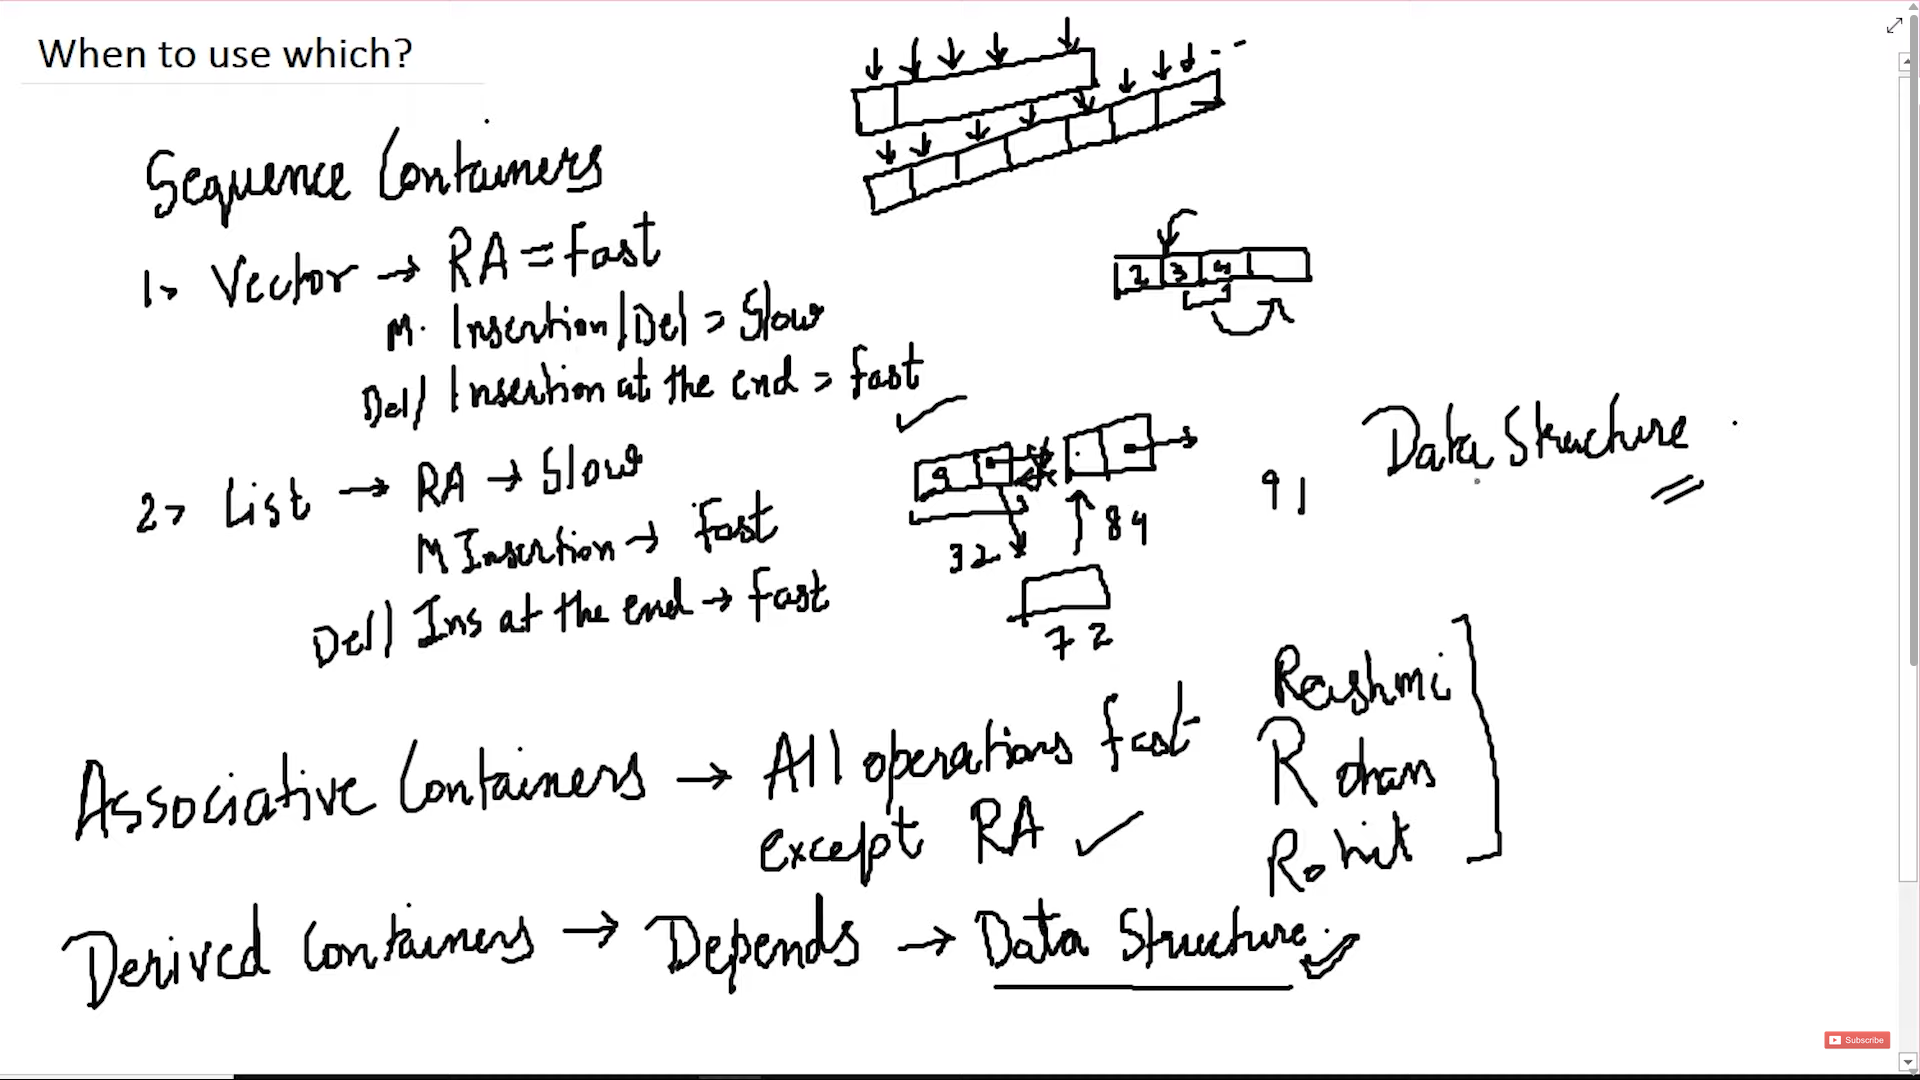 When to use which?
Sequence Containers
1> Vector → RA = Fast
M. Insertion/Del = Slow
Del/ Insertion at the end = fast
2> List → RA → Slow
M Insertion → Fast
Del/ Ins at the end → fast
2 3 4
9
32
84
72
91
Data Structure
Associative Containers → All operations fast
except RA ✓
Rashmi
Rohan
Rohit
Derived Containers → Depends → Data Structure
Subscribe